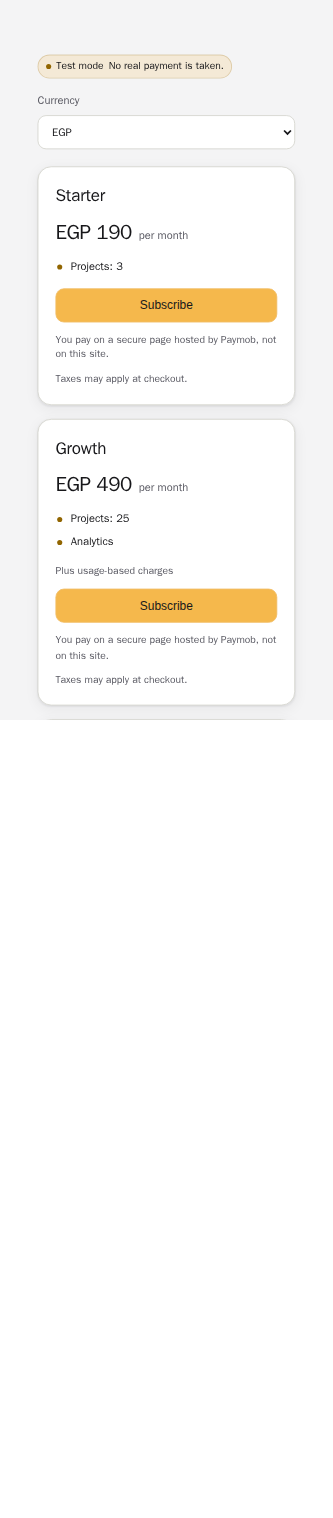 Test mode No real payment is taken.
Currency
EGP
Starter
EGP 190 per month
Projects: 3
Subscribe
You pay on a secure page hosted by Paymob, not
on this site.
Taxes may apply at checkout.
Growth
EGP 490 per month
Projects: 25
Analytics
Plus usage-based charges
Subscribe
You pay on a secure page hosted by Paymob, not
on this site.
Taxes may apply at checkout.